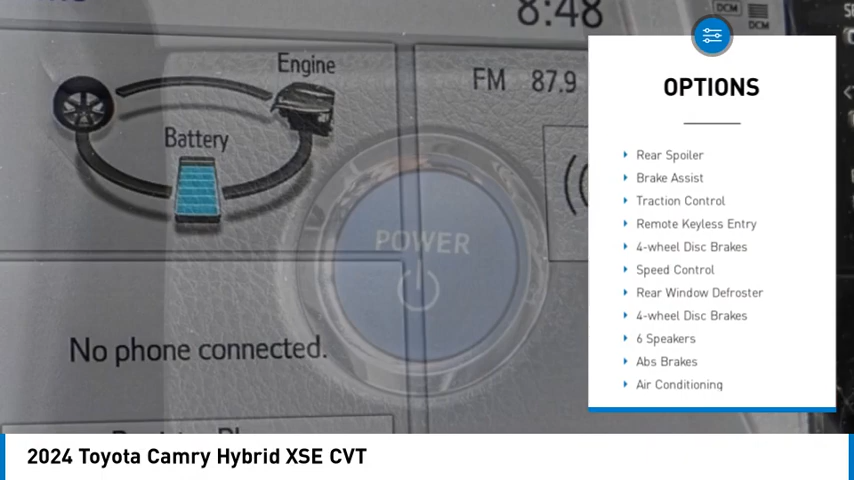 8:48
DCM
DCM
Engine
FM 87.9
Battery
POWER
No phone connected.
OPTIONS
Rear Spoiler
Brake Assist
Traction Control
Remote Keyless Entry
4-wheel Disc Brakes
Speed Control
Rear Window Defroster
4-wheel Disc Brakes
6 Speakers
Abs Brakes
Air Conditioning
2024 Toyota Camry Hybrid XSE CVT